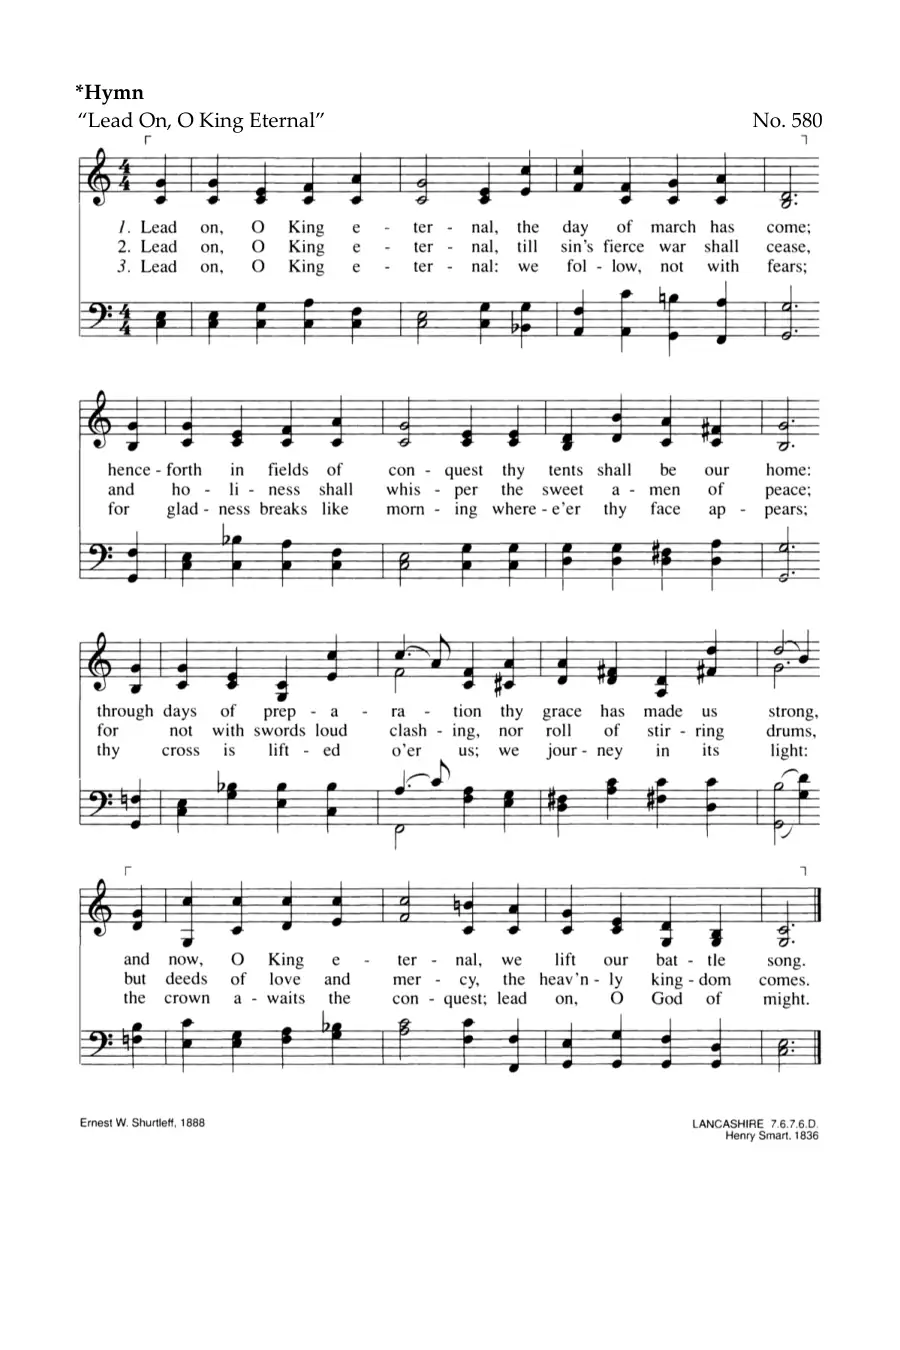 *Hymn
“Lead On, O King Eternal” No. 580
1. Lead on, O King e - ter - nal, the day of march has come;
2. Lead on, O King e - ter - nal, till sin's fierce war shall cease,
3. Lead on, O King e - ter - nal: we fol - low, not with fears;
hence - forth in fields of con - quest thy tents shall be our home:
and ho - li - ness shall whis - per the sweet a - men of peace;
for glad - ness breaks like morn - ing where - e'er thy face ap - pears;
through days of prep - a - ra - tion thy grace has made us strong,
for not with swords loud clash - ing, nor roll of stir - ring drums,
thy cross is lift - ed o'er us; we jour - ney in its light:
and now, O King e - ter - nal, we lift our bat - tle song.
but deeds of love and mer - cy, the heav'n - ly king - dom comes.
the crown a - waits the con - quest; lead on, O God of might.
Ernest W. Shurtleff, 1888
LANCASHIRE 7.6.7.6.D.
Henry Smart, 1836